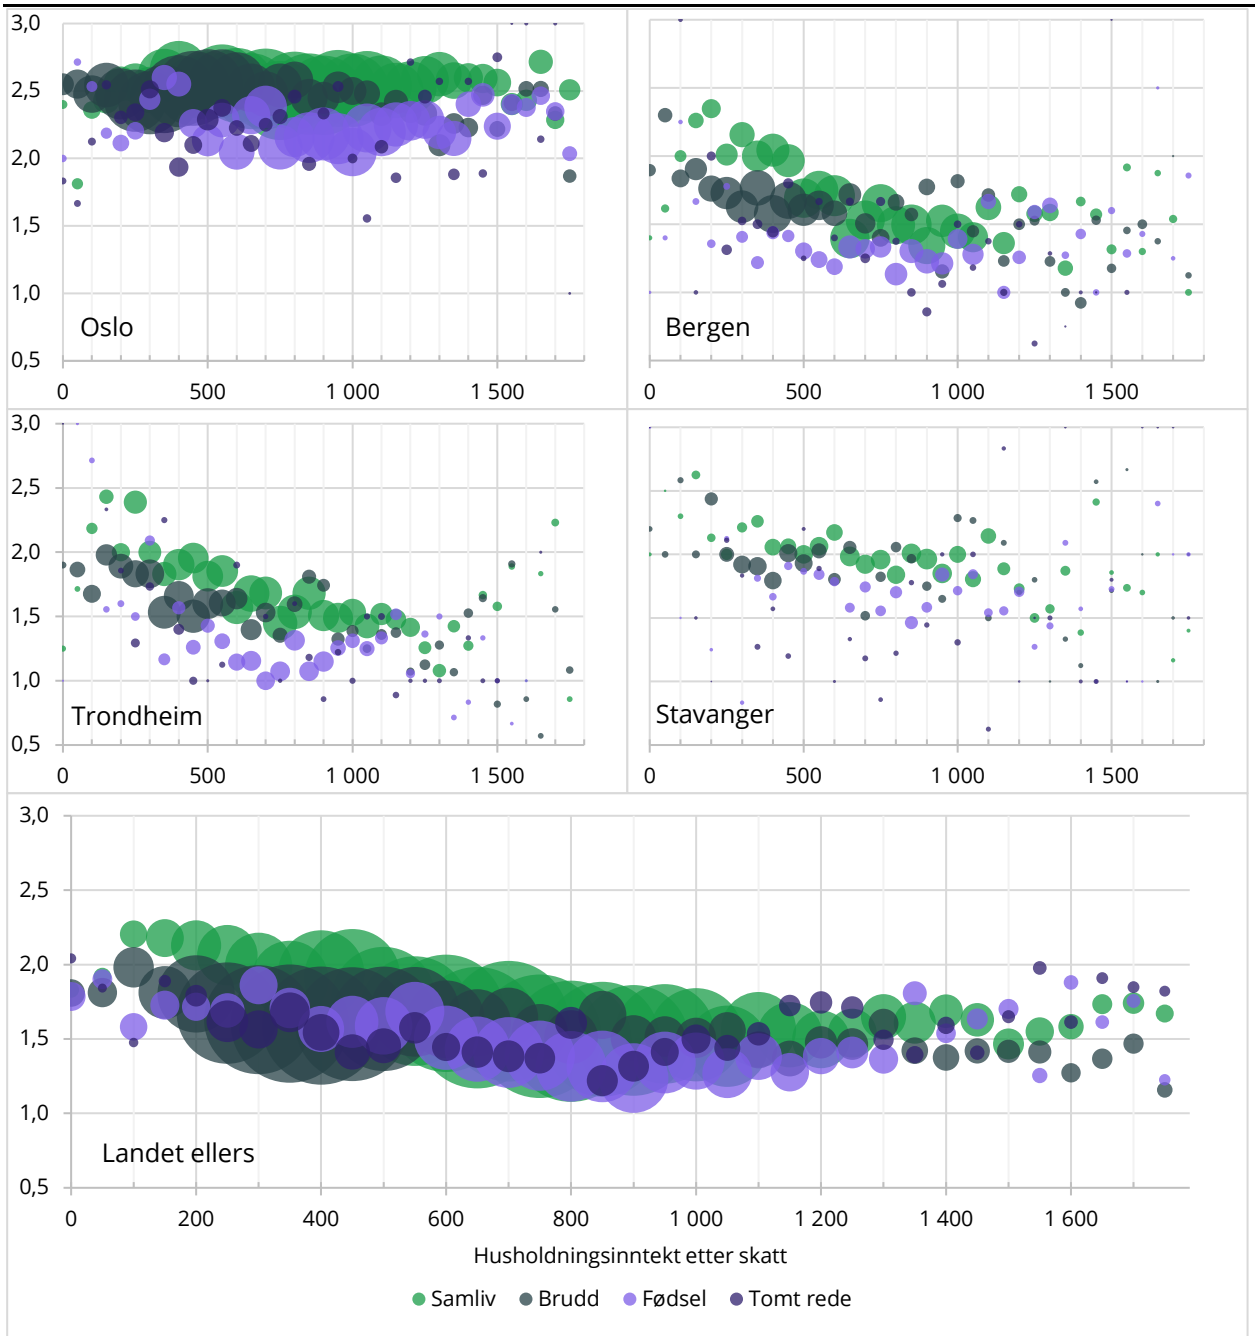 3,0
2,5
2,0
1,5
1,0
0,5
Oslo
0 500 1 000 1 500
Bergen
0 500 1 000 1 500
3,0
2,5
2,0
1,5
1,0
0,5
Trondheim
0 500 1 000 1 500
Stavanger
0 500 1 000 1 500
3,0
2,5
2,0
1,5
1,0
0,5
Landet ellers
0 200 400 600 800 1 000 1 200 1 400 1 600
Husholdningsinntekt etter skatt
Samliv Brudd Fødsel Tomt rede